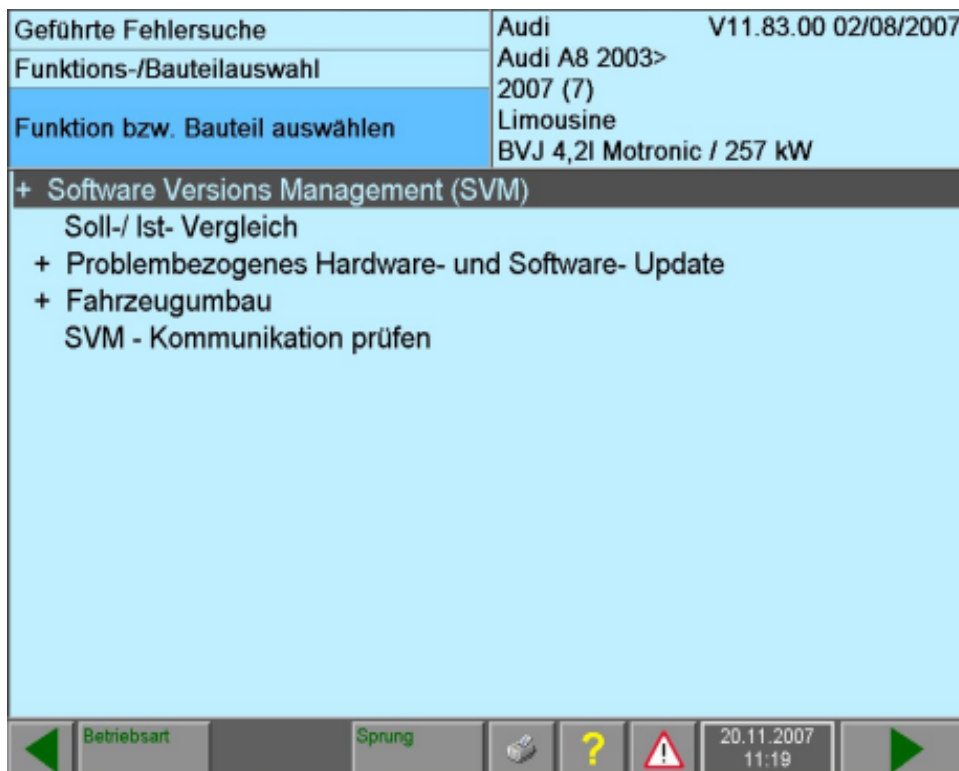 Geführte Fehlersuche
Funktions-/Bauteilauswahl
Funktion bzw. Bauteil auswählen
Audi V11.83.00 02/08/2007
Audi A8 2003>
2007 (7)
Limousine
BVJ 4,2l Motronic / 257 kW
+ Software Versions Management (SVM)
Soll-/ Ist- Vergleich
+ Problembezogenes Hardware- und Software- Update
+ Fahrzeugumbau
SVM - Kommunikation prüfen
Betriebsart
Sprung
?
!
20.11.2007
11:19